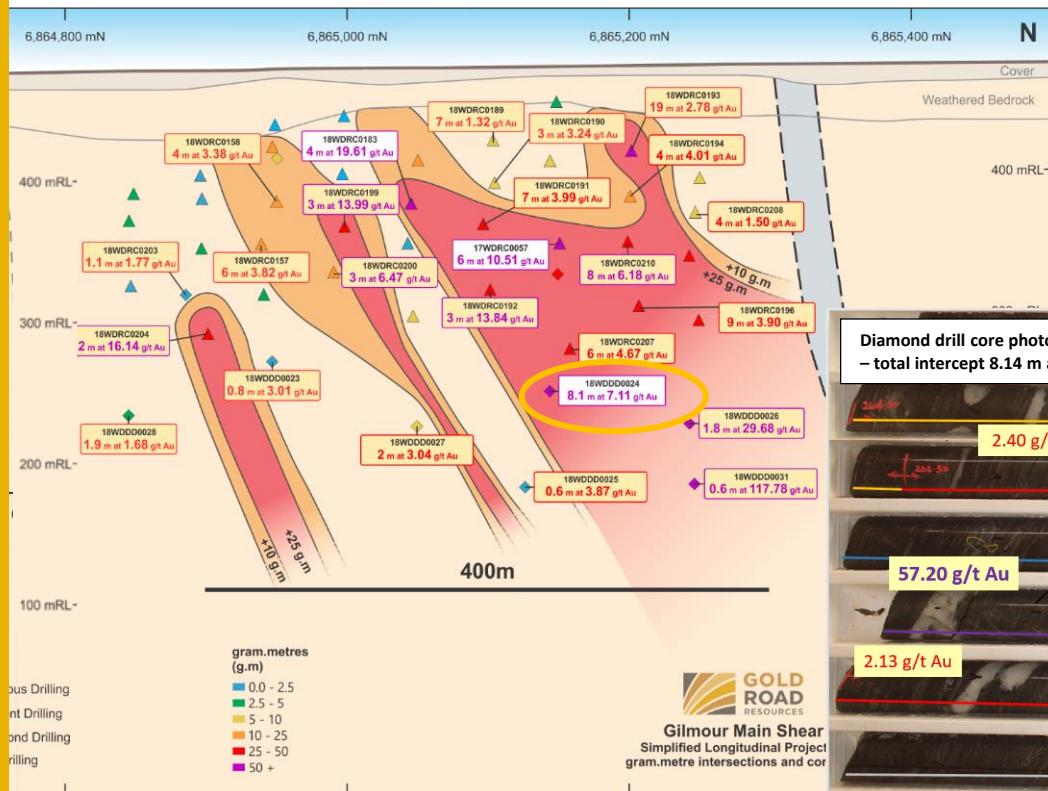 6,864,800 mN
6,865,000 mN
6,865,200 mN
6,865,400 mN
N
Cover
Weathered Bedrock
18WDRC0193
19 m at 2.78 g/t Au
18WDRC0189
7 m at 1.32 g/t Au
18WDRC0190
3 m at 3.24 g/t Au
18WDRC0158
4 m at 3.38 g/t Au
18WDRC0183
4 m at 19.61 g/t Au
18WDRC0194
4 m at 4.01 g/t Au
400 mRL
400 mRL
18WDRC0199
3 m at 13.99 g/t Au
18WDRC0191
7 m at 3.99 g/t Au
18WDRC0208
4 m at 1.50 g/t Au
18WDRC0203
1.1 m at 1.77 g/t Au
18WDRC0157
6 m at 3.82 g/t Au
18WDRC0200
3 m at 6.47 g/t Au
17WDRC0057
6 m at 10.51 g/t Au
18WDRC0210
8 m at 6.18 g/t Au
+10 g.m
+25 g.m
300 mRL
18WDRC0192
3 m at 13.84 g/t Au
18WDRC0196
9 m at 3.90 g/t Au
18WDRC0204
2 m at 16.14 g/t Au
18WDRC0207
6 m at 4.67 g/t Au
18WDDD0023
0.8 m at 3.01 g/t Au
18WDDD0024
8.1 m at 7.11 g/t Au
18WDDD0028
1.9 m at 1.68 g/t Au
18WDDD0027
2 m at 3.04 g/t Au
18WDDD0026
1.8 m at 29.68 g/t Au
200 mRL
18WDDD0025
0.6 m at 3.87 g/t Au
18WDDD0031
0.6 m at 117.78 g/t Au
+10 g.m
+25 g.m
+10 g.m
+25 g.m
400m
100 mRL
gram.metres
(g.m)
0.0 - 2.5
2.5 - 5
5 - 10
10 - 25
25 - 50
50 +
ous Drilling
nt Drilling
ond Drilling
rilling
GOLD
ROAD
RESOURCES
Gilmour Main Shear
Simplified Longitudinal Project
gram.metre intersections and con
Diamond drill core photo
– total intercept 8.14 m a
2.40 g/
202.50
57.20 g/t Au
2.13 g/t Au